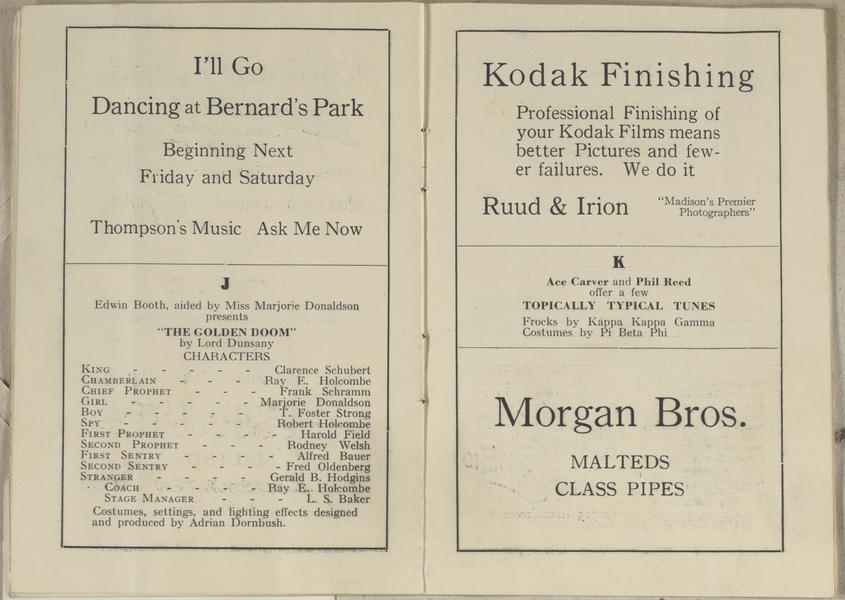 I'll Go
Dancing at Bernard's Park
Beginning Next
Friday and Saturday
Thompson's Music Ask Me Now
J
Edwin Booth, aided by Miss Marjorie Donaldson
presents
"THE GOLDEN DOOM"
by Lord Dunsany
CHARACTERS
KING - - - - - Clarence Schubert
CHAMBERLAIN - - - Ray E. Holcombe
CHIEF PROPHET - - - Frank Schramm
GIRL - - - - - Marjorie Donaldson
BOY - - - - - T. Foster Strong
SPY - - - - - Robert Holcombe
FIRST PROPHET - - - - Harold Field
SECOND PROPHET - - - - Rodney Welsh
FIRST SENTRY - - - - Alfred Bauer
SECOND SENTRY - - - - Fred Oldenberg
STRANGER - - - - Gerald B. Hodgins
COACH - - - - Ray E. Holcombe
STAGE MANAGER - - - L. S. Baker
Costumes, settings, and lighting effects designed
and produced by Adrian Dornbush.
Kodak Finishing
Professional Finishing of
your Kodak Films means
better Pictures and few-
er failures. We do it
Ruud & Irion "Madison's Premier
Photographers"
K
Ace Carver and Phil Reed
offer a few
TOPICALLY TYPICAL TUNES
Frocks by Kappa Kappa Gamma
Costumes by Pi Beta Phi
Morgan Bros.
MALTEDS
CLASS PIPES